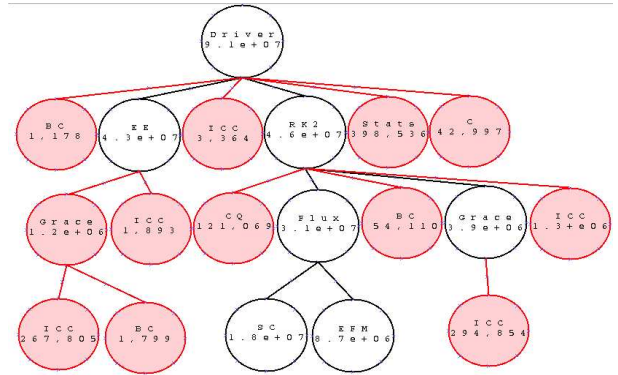 Driver
9.1e+07
BC
1,178
EE
4.3e+07
ICC
3,364
RK2
4.6e+07
Stats
398,536
C
42,997
Grace
1.2e+06
ICC
1,893
CQ
121,069
Flux
3.1e+07
BC
54,110
Grace
3.9e+06
ICC
1.3+e06
ICC
267,805
BC
1,799
SC
1.8e+07
EFM
8.7e+06
ICC
294,854